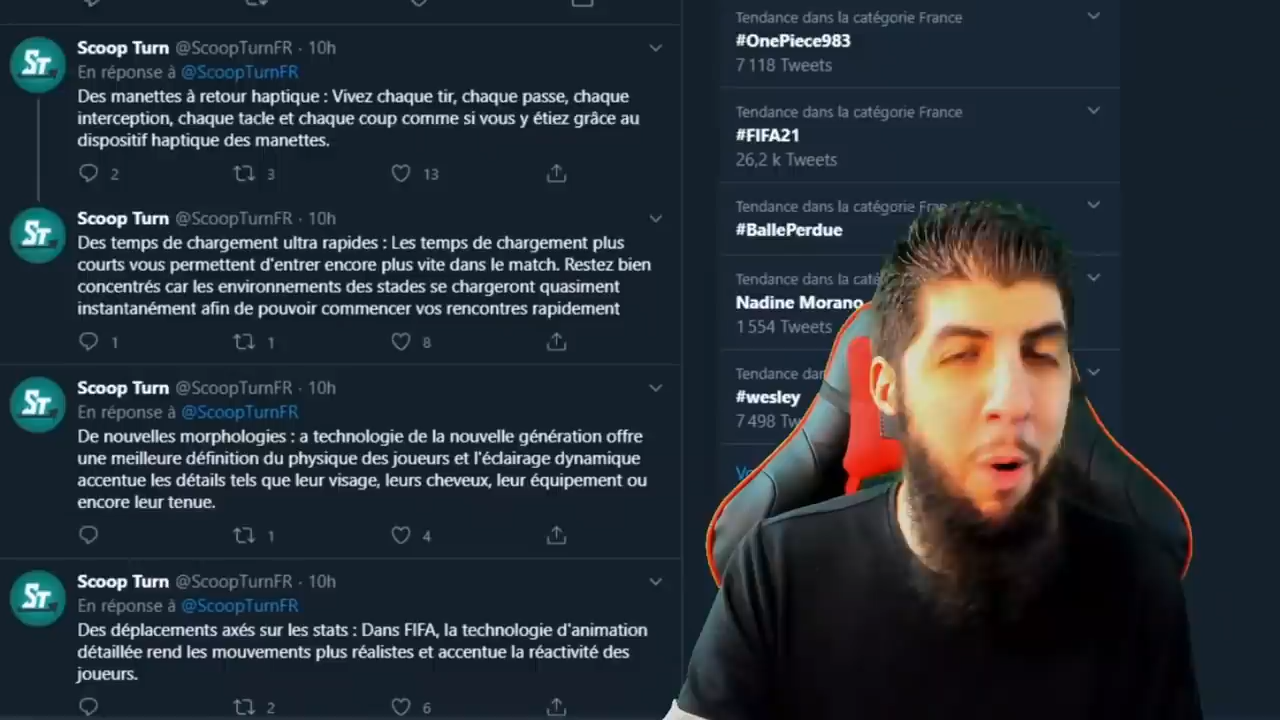 Scoop Turn @ScoopTurnFR · 10h
En réponse à @ScoopTurnFR
Des manettes à retour haptique : Vivez chaque tir, chaque passe, chaque
interception, chaque tacle et chaque coup comme si vous y étiez grâce au
dispositif haptique des manettes.
2 3 13
ST
Scoop Turn @ScoopTurnFR · 10h
Des temps de chargement ultra rapides : Les temps de chargement plus
courts vous permettent d'entrer encore plus vite dans le match. Restez bien
concentrés car les environnements des stades se chargeront quasiment
instantanément afin de pouvoir commencer vos rencontres rapidement
1 1 8
ST
Scoop Turn @ScoopTurnFR · 10h
En réponse à @ScoopTurnFR
De nouvelles morphologies : a technologie de la nouvelle génération offre
une meilleure définition du physique des joueurs et l'éclairage dynamique
accentue les détails tels que leur visage, leurs cheveux, leur équipement ou
encore leur tenue.
1 4
ST
Scoop Turn @ScoopTurnFR · 10h
En réponse à @ScoopTurnFR
Des déplacements axés sur les stats : Dans FIFA, la technologie d'animation
détaillée rend les mouvements plus réalistes et accentue la réactivité des
joueurs.
2 6
ST
Tendance dans la catégorie France
#OnePiece983
7 118 Tweets
Tendance dans la catégorie France
#FIFA21
26,2 k Tweets
Tendance dans la catégorie
#BallePerdue
Tendance dans la
Nadine Morano
1 554 Tweets
Tendance
#wesley
7 498